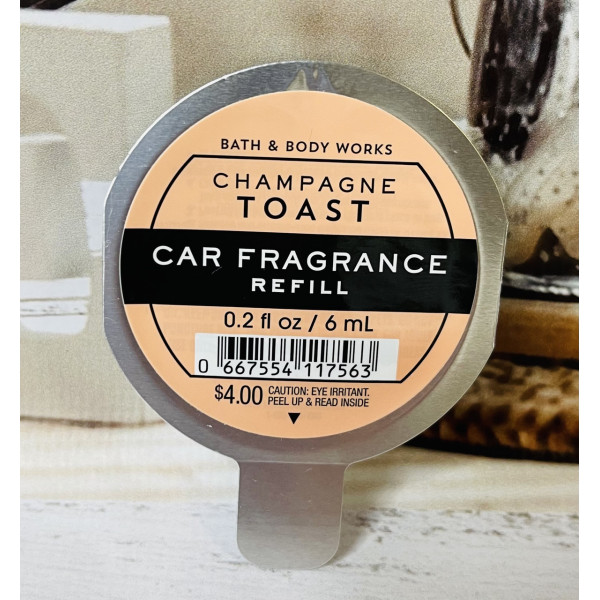 BATH & BODY WORKS
CHAMPAGNE
TOAST
CAR FRAGRANCE
REFILL
0.2 fl oz / 6 mL
0 667554 117563
$4.00 CAUTION: EYE IRRITANT.
PEEL UP & READ INSIDE